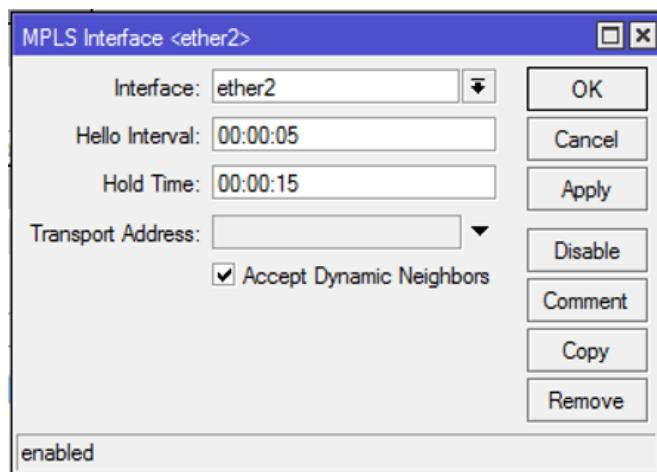 MPLS Interface <ether2>
Interface: ether2
OK
Hello Interval: 00:00:05
Cancel
Hold Time: 00:00:15
Apply
Transport Address:
Disable
Accept Dynamic Neighbors
Comment
Copy
Remove
enabled